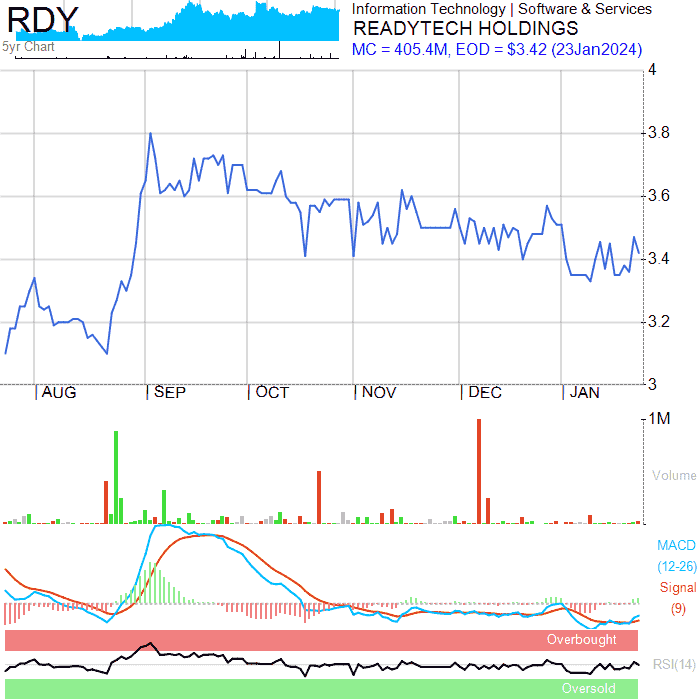 RDY
5yr Chart
Information Technology | Software & Services
READYTECH HOLDINGS
MC = 405.4M, EOD = $3.42 (23Jan2024)
4
3.8
3.6
3.4
3.2
3
AUG SEP OCT NOV DEC JAN
1M
Volume
MACD
(12-26)
Signal
(9)
Overbought
RSI(14)
Oversold